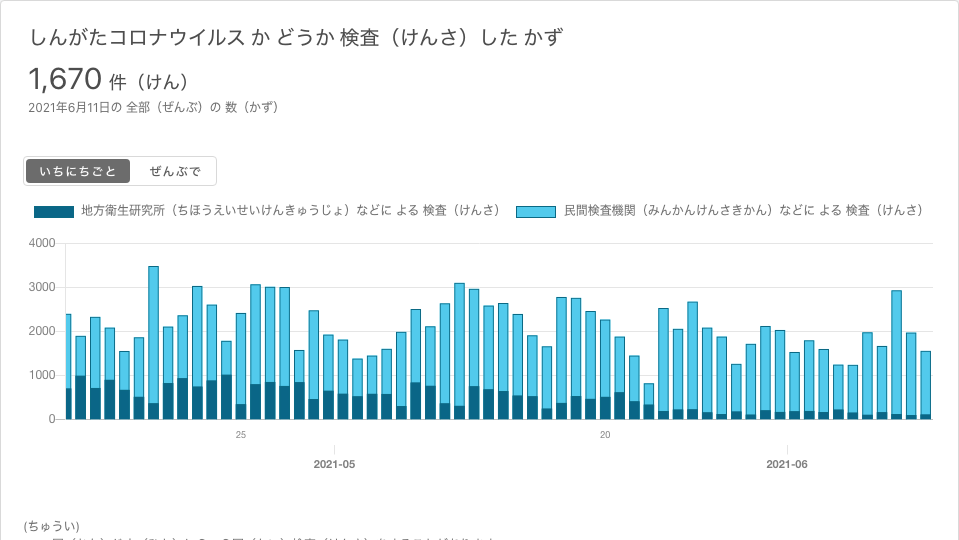 しんがたコロナウイルス か どうか 検査（けんさ）した かず
1,670 件（けん）
2021年6月11日の 全部（ぜんぶ）の 数（かず）
いちにちごと ぜんぶで
地方衛生研究所（ちほうえいせいけんきゅうじょ）などに よる 検査（けんさ） 民間検査機関（みんかんけんさきかん）などに よる 検査（けんさ）
4000
3000
2000
1000
0
25 20
2021-05 2021-06
(ちゅうい)